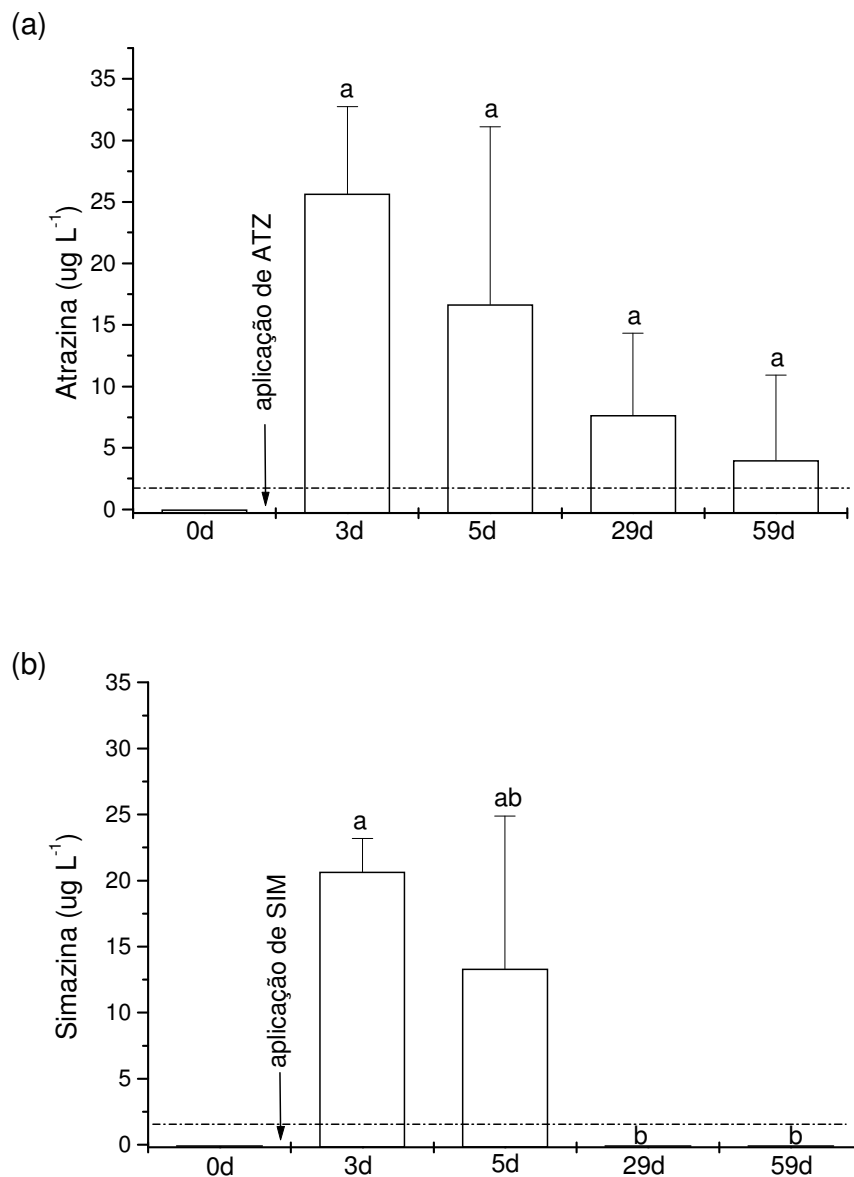 (a)
35
30
25
20
15
10
5
0
Atrazina (ug L⁻¹)
aplicação de ATZ
a
a
a
a
0d 3d 5d 29d 59d
(b)
35
30
25
20
15
10
5
0
Simazina (ug L⁻¹)
aplicação de SIM
a
ab
b
b
0d 3d 5d 29d 59d